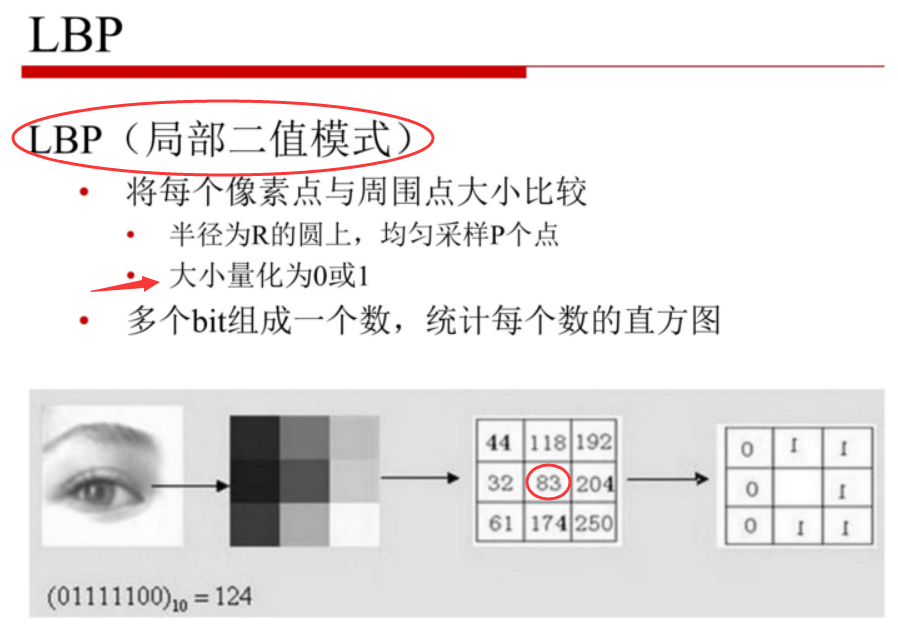 LBP
LBP（局部二值模式）
• 将每个像素点与周围点大小比较
• 半径为R的圆上，均匀采样P个点
• 大小量化为0或1
• 多个bit组成一个数，统计每个数的直方图
44 118 192
32 83 204
61 174 250
0 1 1
0 1
0 1 1
(01111100)10 = 124